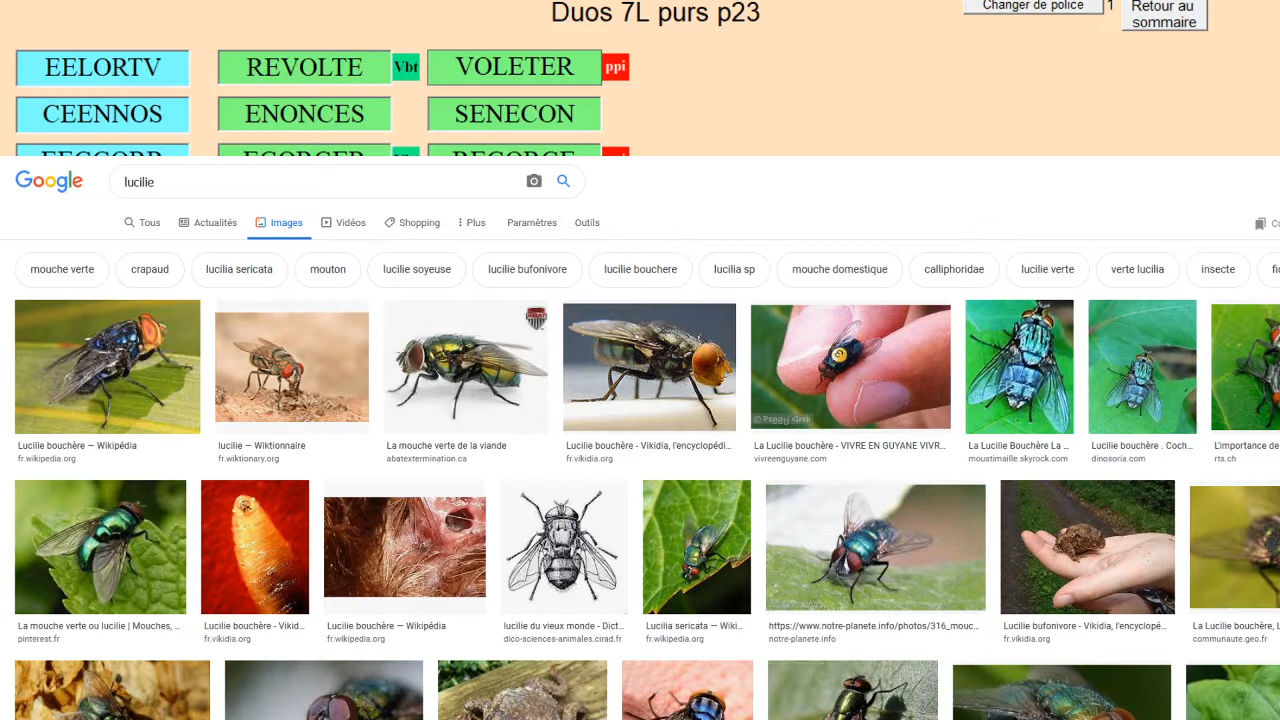 Duos 7L purs p23
Changer de police
1
Retour au
sommaire
EELORTV REVOLTE Vbt VOLETER ppi
CEENNOS ENONCES SENECON
Google lucilie
Tous Actualités Images Vidéos Shopping Plus Paramètres Outils
mouche verte crapaud lucilia sericata mouton lucilie soyeuse lucilie bufonivore lucilie bouchere lucilia sp mouche domestique calliphoridae lucilie verte verte lucilia insecte
© Peggy Greb
Lucilie bouchère — Wikipédia lucilie — Wiktionnaire La mouche verte de la viande Lucilie bouchère - Vikidia, l'encyclopédi... La Lucilie bouchère - VIVRE EN GUYANE VIVR... La Lucilie Bouchère La ... Lucilie bouchère . Coch... L'importance de
fr.wikipedia.org fr.wiktionary.org abatextermination.ca fr.vikidia.org vivreenguyane.com moustimaille.skyrock.com dinosoria.com rts.ch
La mouche verte ou lucilie | Mouches, ... Lucilie bouchère - Vikid... Lucilie bouchère — Wikipédia lucilie du vieux monde - Dict... Lucilia sericata — Wiki... https://www.notre-planete.info/photos/316_mouc... Lucilie bufonivore - Vikidia, l'encyclopé... La Lucilie bouchère, L
pinterest.fr fr.vikidia.org fr.wikipedia.org dico-sciences-animales.cirad.fr fr.wikipedia.org notre-planete.info fr.vikidia.org communaute.geo.fr